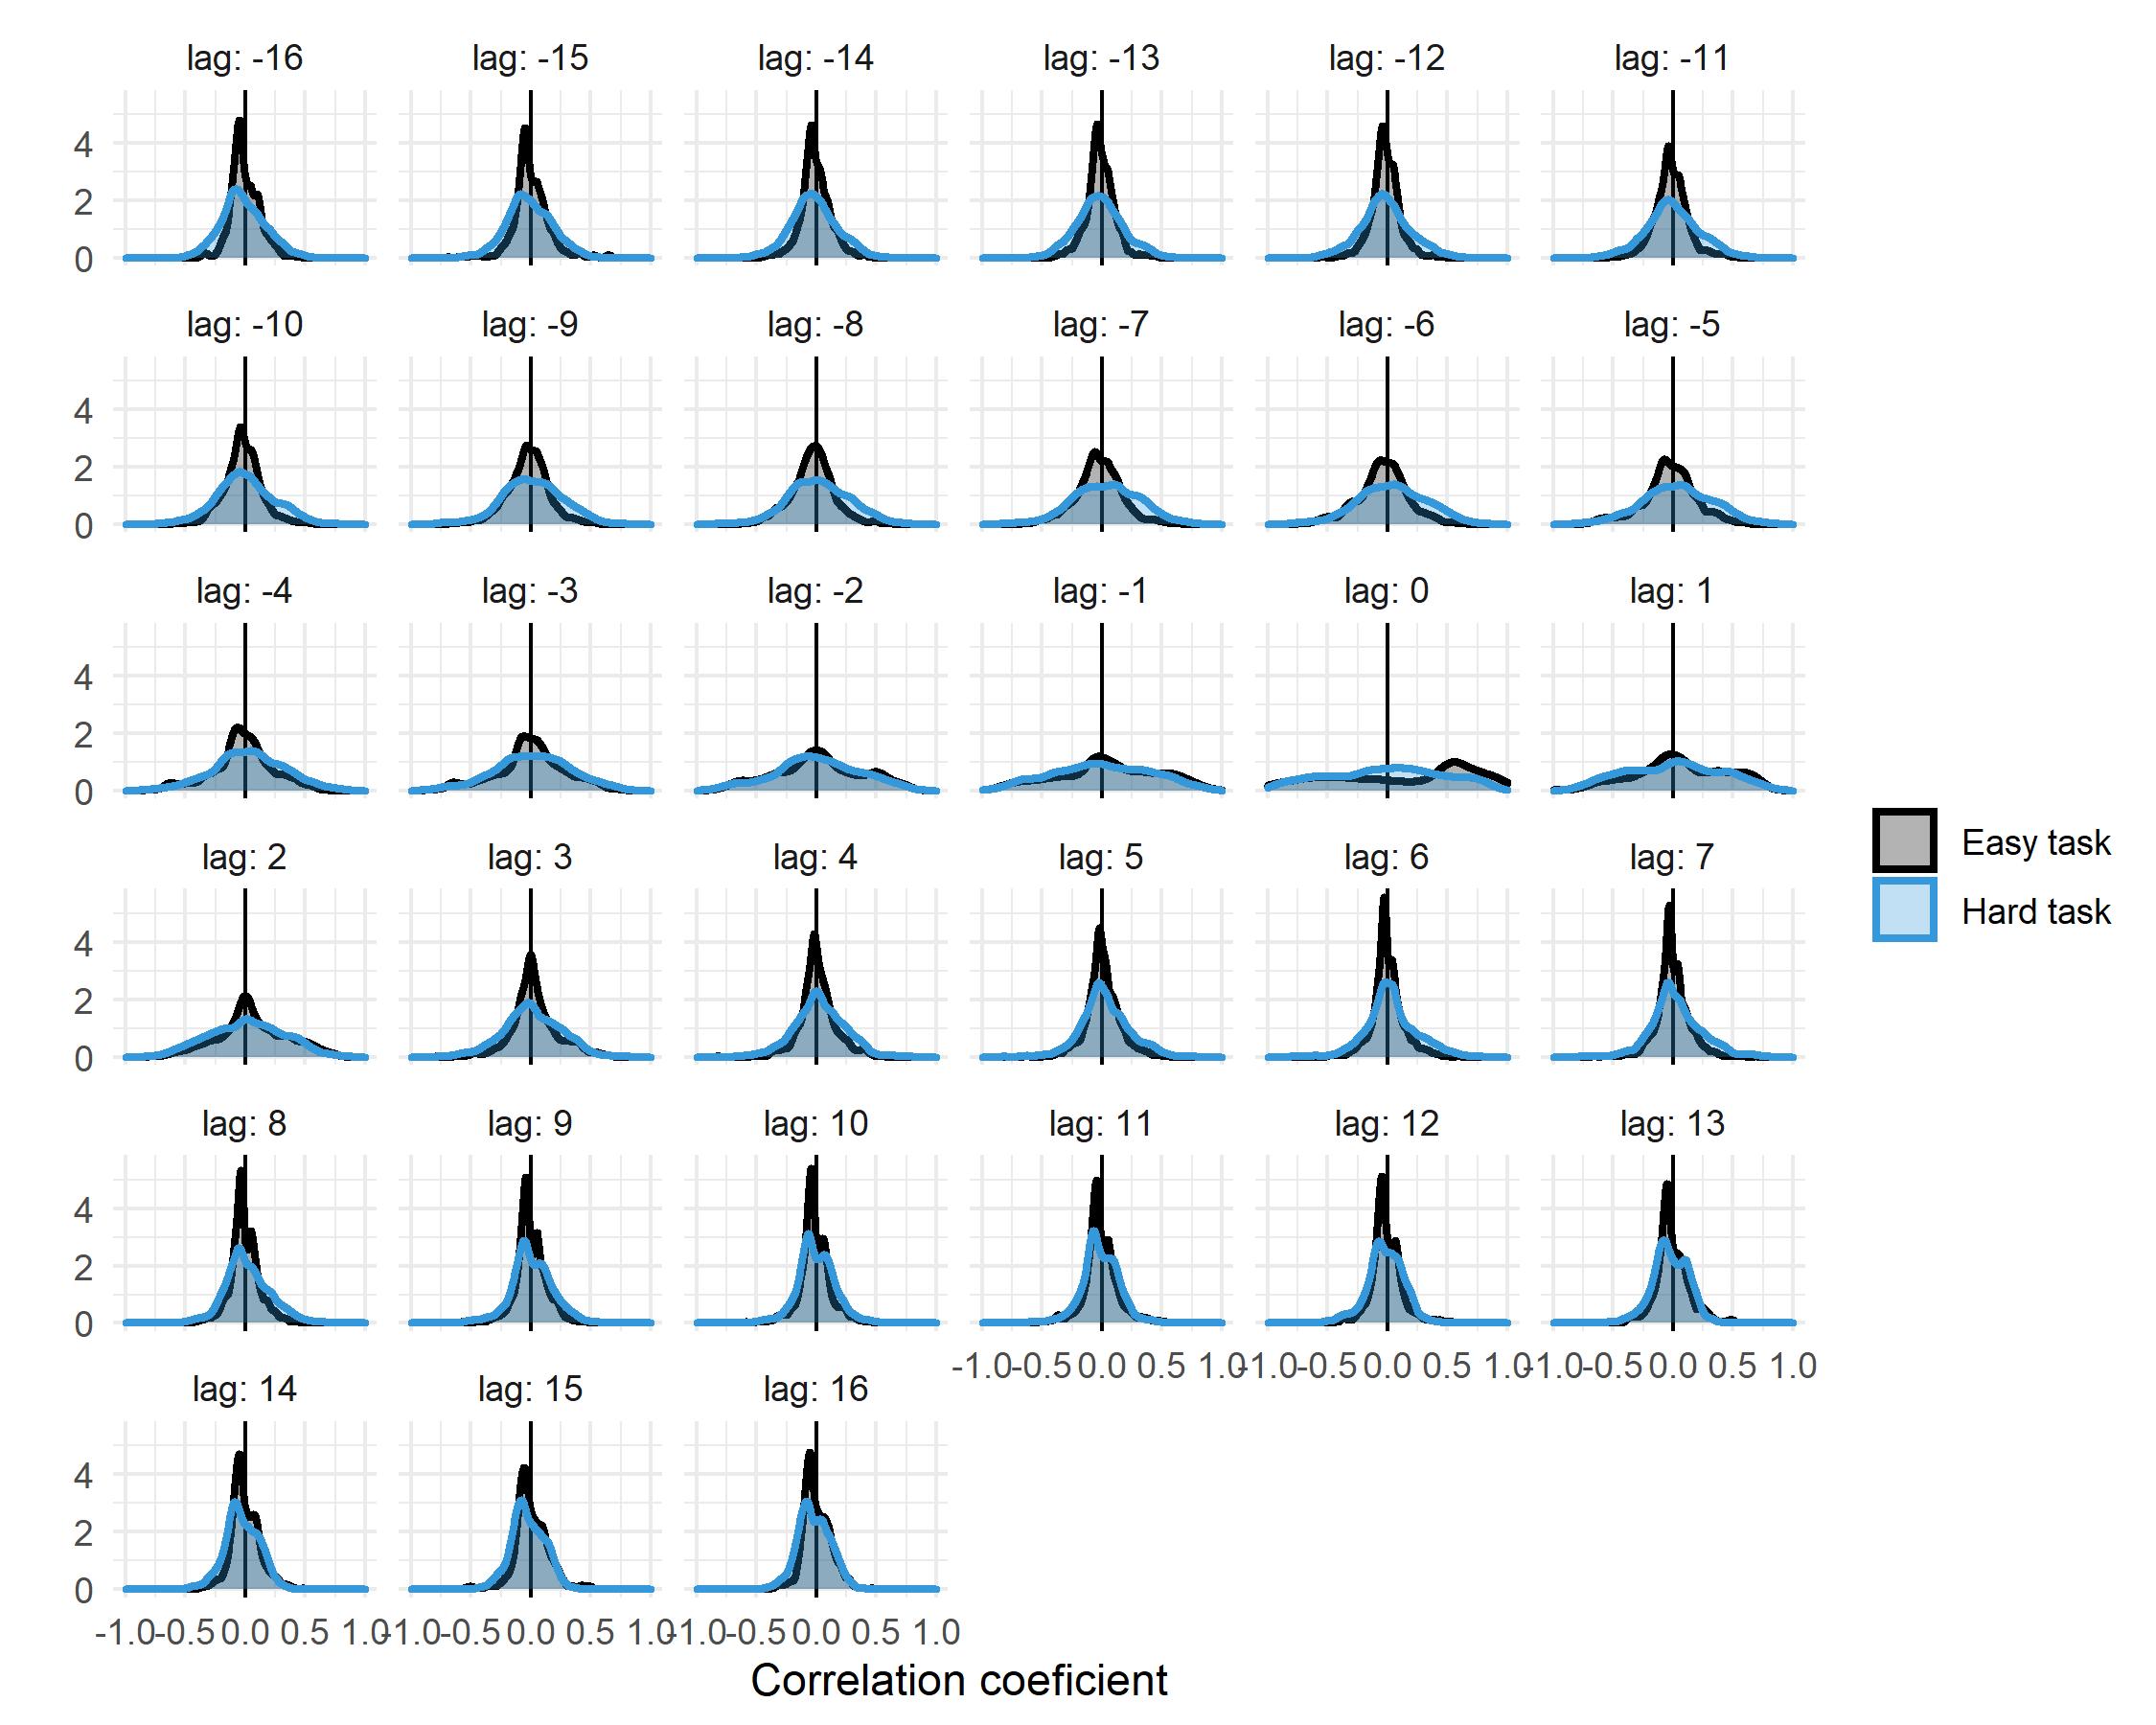 lag: -16 lag: -15 lag: -14 lag: -13 lag: -12 lag: -11
4
2
0
lag: -10 lag: -9 lag: -8 lag: -7 lag: -6 lag: -5
4
2
0
lag: -4 lag: -3 lag: -2 lag: -1 lag: 0 lag: 1
4
2
0
lag: 2 lag: 3 lag: 4 lag: 5 lag: 6 lag: 7
4
2
0
Easy task
Hard task
lag: 8 lag: 9 lag: 10 lag: 11 lag: 12 lag: 13
4
2
0
-1.0 -0.5 0.0 0.5 1.0 -1.0 -0.5 0.0 0.5 1.0 -1.0 -0.5 0.0 0.5 1.0
lag: 14 lag: 15 lag: 16
4
2
0
-1.0 -0.5 0.0 0.5 1.0 -1.0 -0.5 0.0 0.5 1.0 -1.0 -0.5 0.0 0.5 1.0
Correlation coeficient